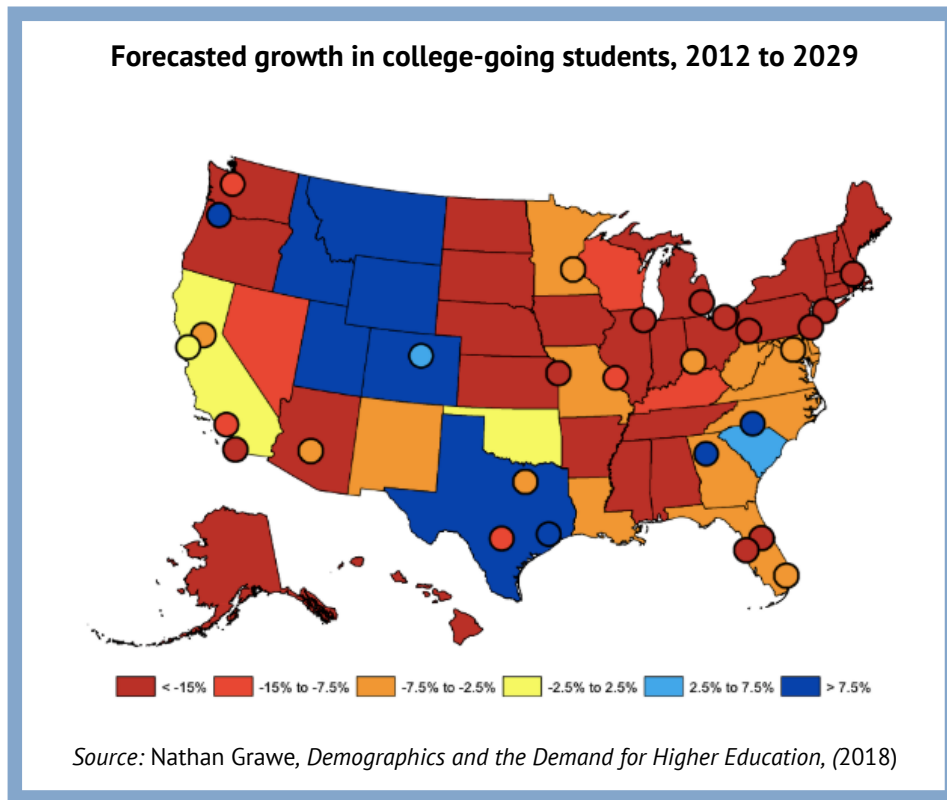 Forecasted growth in college-going students, 2012 to 2029
< -15% -15% to -7.5% -7.5% to -2.5% -2.5% to 2.5% 2.5% to 7.5% > 7.5%
Source: Nathan Grawe, Demographics and the Demand for Higher Education, (2018)